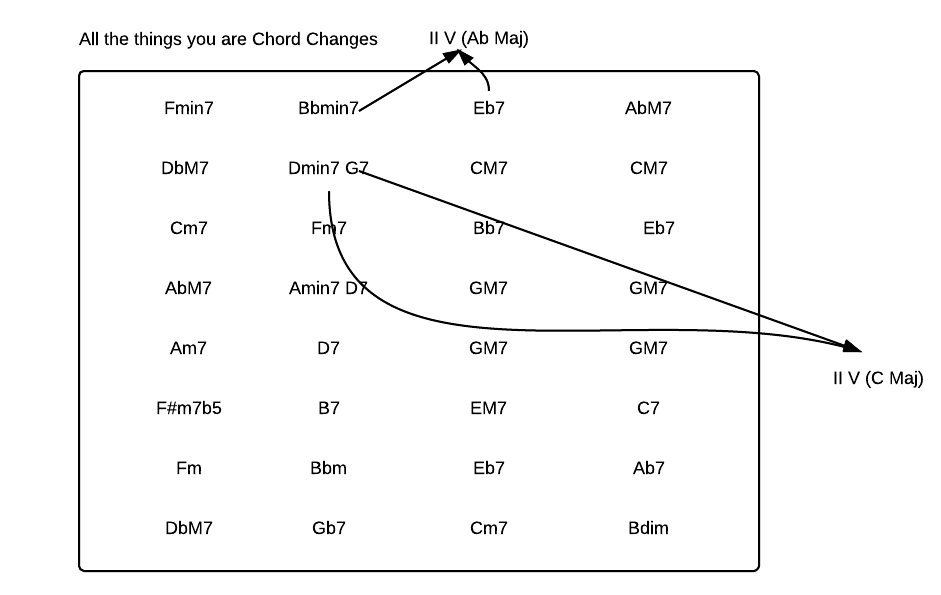 All the things you are Chord Changes II V (Ab Maj)
Fmin7 Bbmin7 Eb7 AbM7
DbM7 Dmin7 G7 CM7 CM7
Cm7 Fm7 Bb7 Eb7
AbM7 Amin7 D7 GM7 GM7
Am7 D7 GM7 GM7
II V (C Maj)
F#m7b5 B7 EM7 C7
Fm Bbm Eb7 Ab7
DbM7 Gb7 Cm7 Bdim